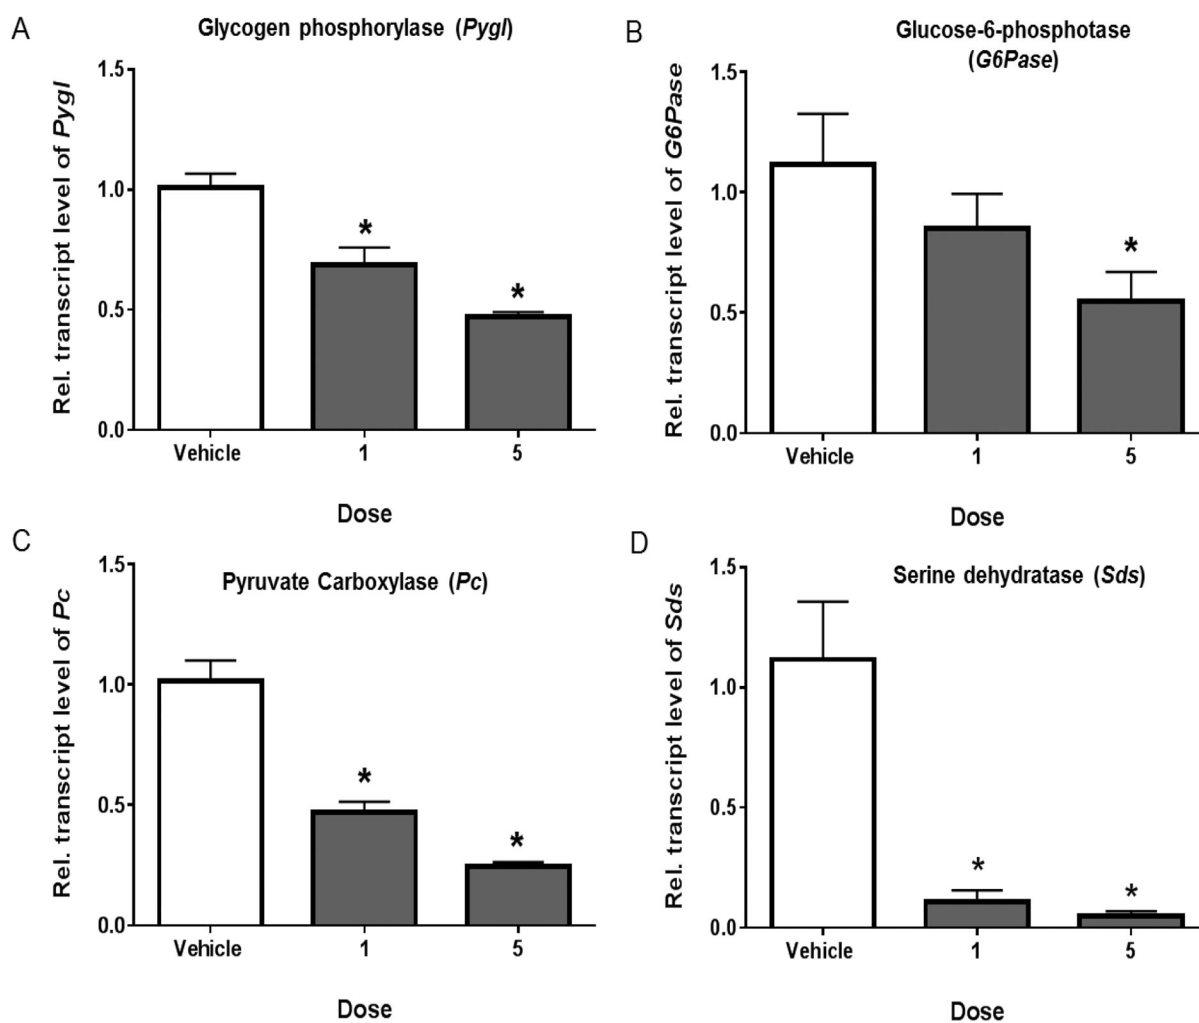 A
Glycogen phosphorylase (Pygl)
Rel. transcript level of Pygl
1.5
1.0
0.5
0.0
*
*
Vehicle 1 5
Dose
B
Glucose-6-phosphotase
(G6Pase)
Rel. transcript level of G6Pase
1.5
1.0
0.5
0.0
*
Vehicle 1 5
Dose
C
Pyruvate Carboxylase (Pc)
Rel. transcript level of Pc
1.5
1.0
0.5
0.0
*
*
Vehicle 1 5
Dose
D
Serine dehydratase (Sds)
Rel. transcript level of Sds
1.5
1.0
0.5
0.0
*
*
Vehicle 1 5
Dose